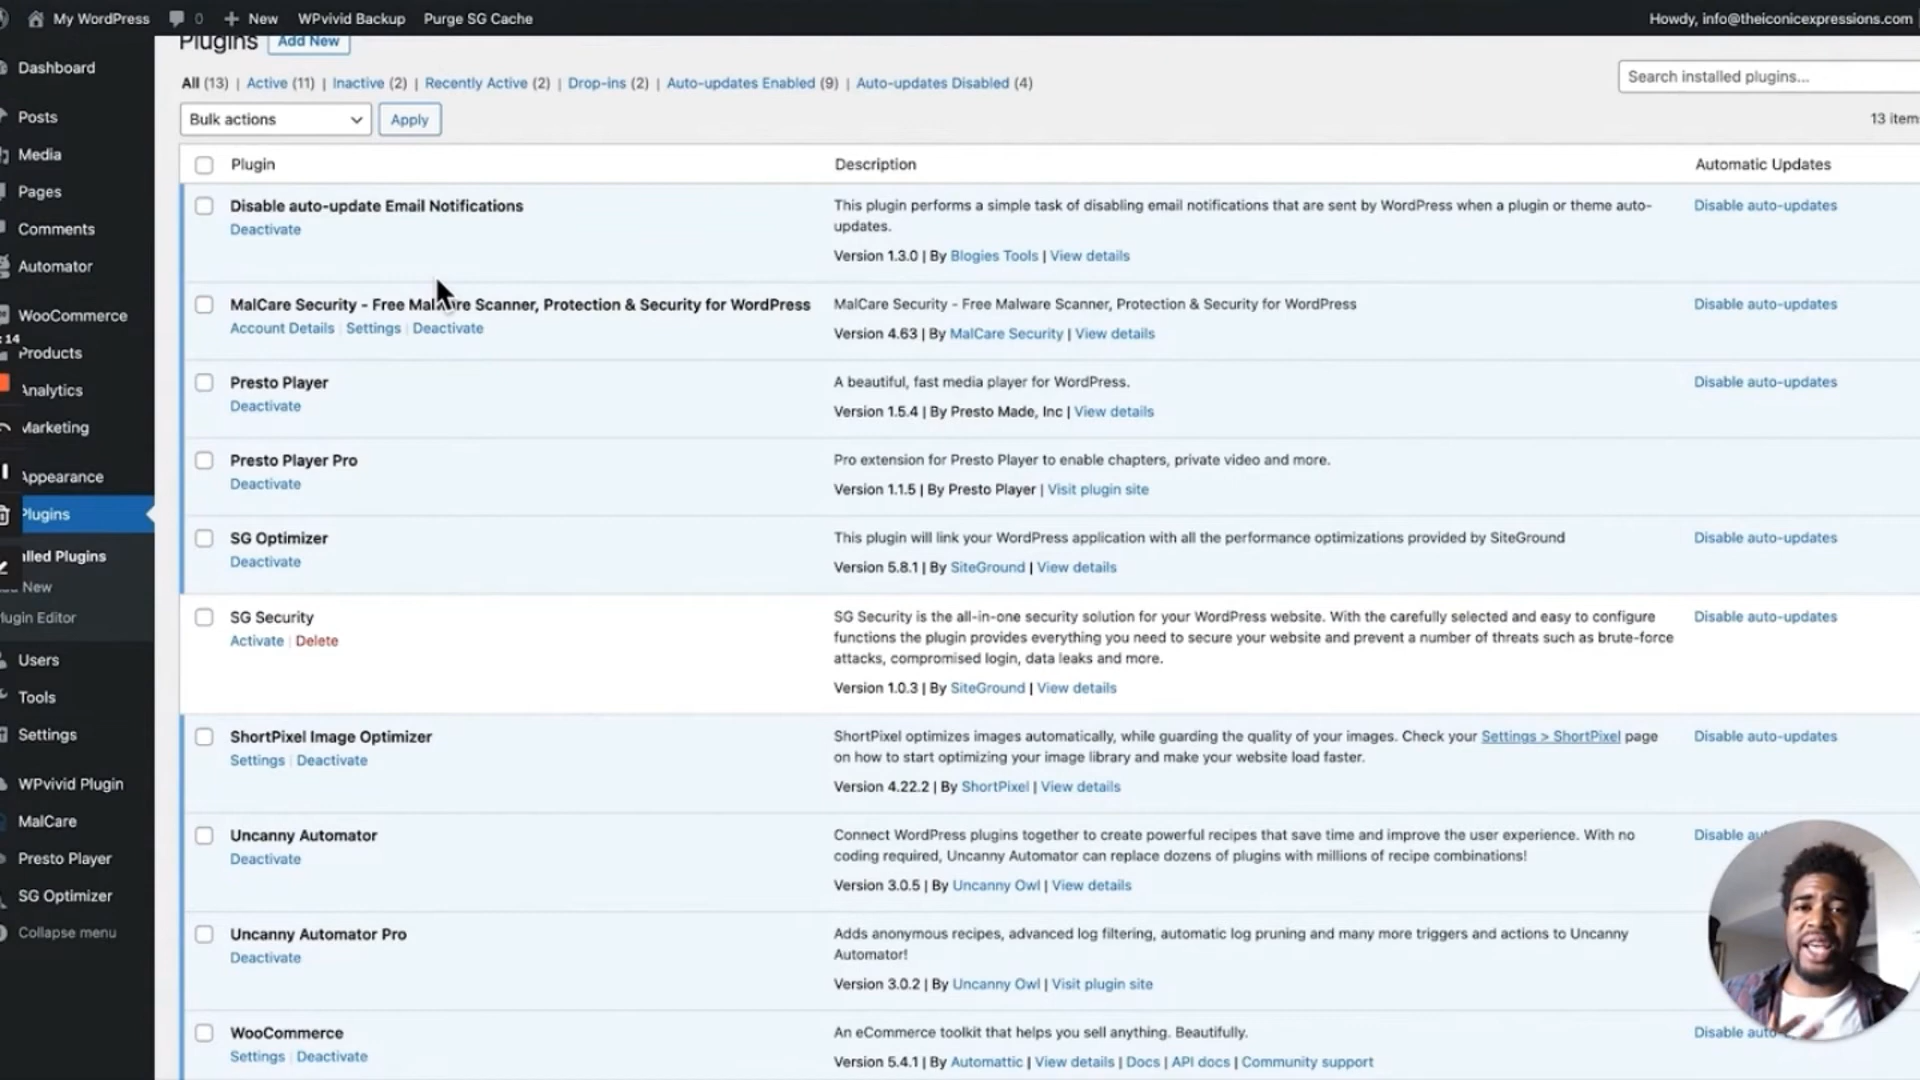 My WordPress 0 New WPvivid Backup Purge SG Cache Howdy, info@theiconicexpressions.com
Plugins Add New
All (13) | Active (11) | Inactive (2) | Recently Active (2) | Drop-ins (2) | Auto-updates Enabled (9) | Auto-updates Disabled (4)
Search installed plugins...
Bulk actions Apply
13 item
Plugin Description Automatic Updates
Disable auto-update Email Notifications
Deactivate
This plugin performs a simple task of disabling email notifications that are sent by WordPress when a plugin or theme auto-
updates.
Version 1.3.0 | By Blogies Tools | View details
Disable auto-updates
MalCare Security - Free Malware Scanner, Protection & Security for WordPress
Account Details | Settings | Deactivate
MalCare Security - Free Malware Scanner, Protection & Security for WordPress
Version 4.63 | By MalCare Security | View details
Disable auto-updates
Presto Player
Deactivate
A beautiful, fast media player for WordPress.
Version 1.5.4 | By Presto Made, Inc | View details
Disable auto-updates
Presto Player Pro
Deactivate
Pro extension for Presto Player to enable chapters, private video and more.
Version 1.1.5 | By Presto Player | Visit plugin site
SG Optimizer
Deactivate
This plugin will link your WordPress application with all the performance optimizations provided by SiteGround
Version 5.8.1 | By SiteGround | View details
Disable auto-updates
SG Security
Activate | Delete
SG Security is the all-in-one security solution for your WordPress website. With the carefully selected and easy to configure
functions the plugin provides everything you need to secure your website and prevent a number of threats such as brute-force
attacks, compromised login, data leaks and more.
Version 1.0.3 | By SiteGround | View details
Disable auto-updates
ShortPixel Image Optimizer
Settings | Deactivate
ShortPixel optimizes images automatically, while guarding the quality of your images. Check your Settings > ShortPixel page
on how to start optimizing your image library and make your website load faster.
Version 4.22.2 | By ShortPixel | View details
Disable auto-updates
Uncanny Automator
Deactivate
Connect WordPress plugins together to create powerful recipes that save time and improve the user experience. With no
coding required, Uncanny Automator can replace dozens of plugins with millions of recipe combinations!
Version 3.0.5 | By Uncanny Owl | View details
Disable au
Uncanny Automator Pro
Deactivate
Adds anonymous recipes, advanced log filtering, automatic log pruning and many more triggers and actions to Uncanny
Automator!
Version 3.0.2 | By Uncanny Owl | Visit plugin site
WooCommerce
Settings | Deactivate
An eCommerce toolkit that helps you sell anything. Beautifully.
Version 5.4.1 | By Automattic | View details | Docs | API docs | Community support
Disable auto-
Dashboard
Posts
Media
Pages
Comments
Automator
WooCommerce
: 14
Products
Analytics
Marketing
Appearance
Plugins
lled Plugins
New
lugin Editor
Users
Tools
Settings
WPvivid Plugin
MalCare
Presto Player
SG Optimizer
Collapse menu